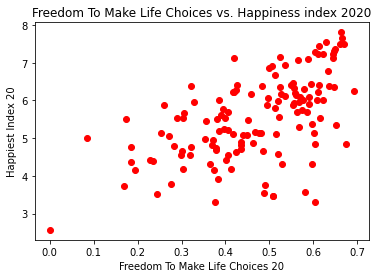 Freedom To Make Life Choices vs. Happiness index 2020
8
7
6
5
4
3
Happiest Index 20
0.0 0.1 0.2 0.3 0.4 0.5 0.6 0.7
Freedom To Make Life Choices 20